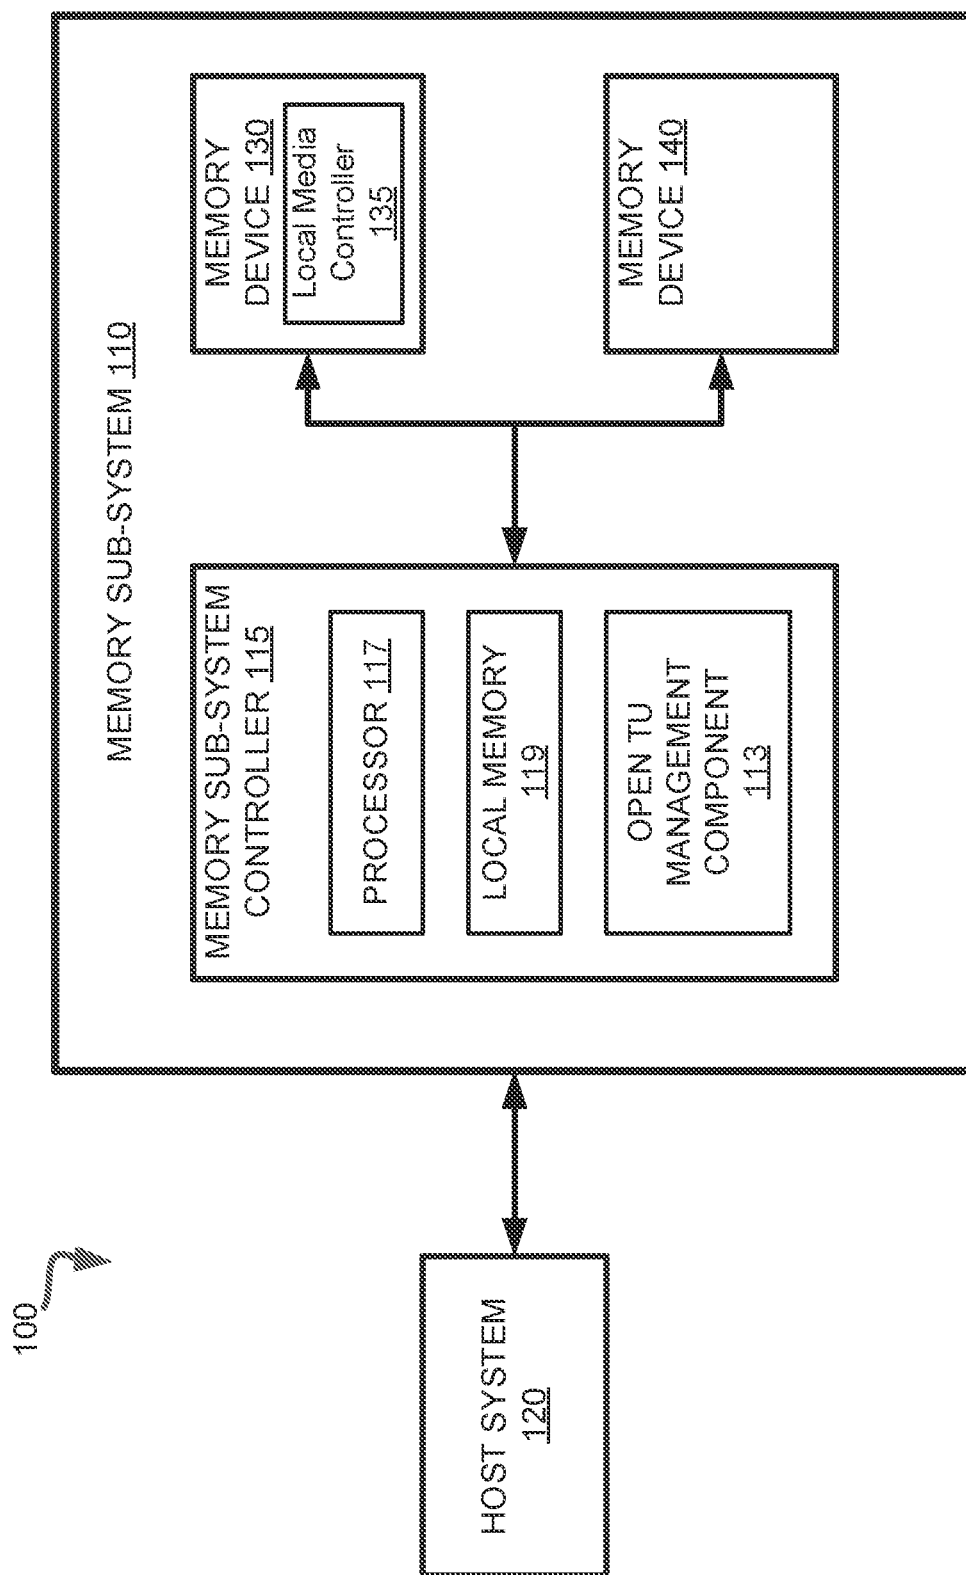 100
MEMORY SUB-SYSTEM 110
MEMORY SUB-SYSTEM
CONTROLLER 115
PROCESSOR 117
LOCAL MEMORY
119
OPEN TU
MANAGEMENT
COMPONENT
113
MEMORY
DEVICE 130
Local Media
Controller
135
MEMORY
DEVICE 140
HOST SYSTEM
120